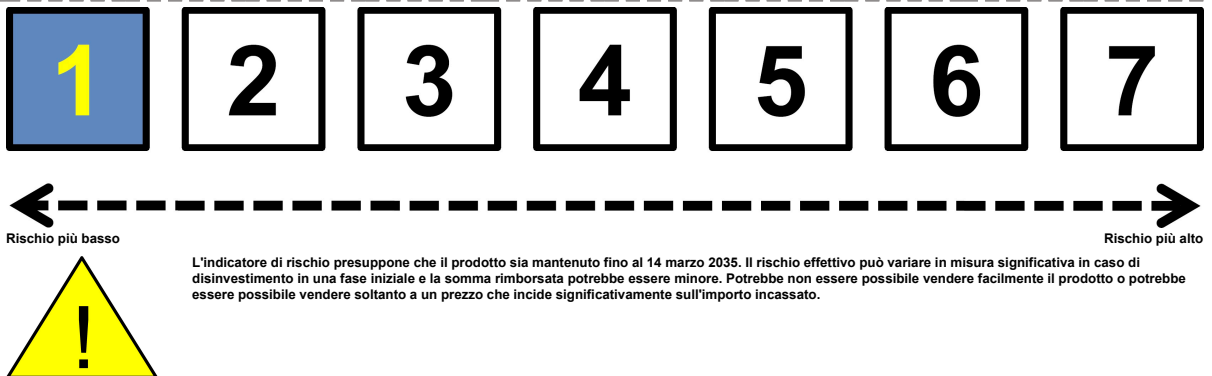 1 2 3 4 5 6 7
Rischio più basso Rischio più alto
L'indicatore di rischio presuppone che il prodotto sia mantenuto fino al 14 marzo 2035. Il rischio effettivo può variare in misura significativa in caso di
disinvestimento in una fase iniziale e la somma rimborsata potrebbe essere minore. Potrebbe non essere possibile vendere facilmente il prodotto o potrebbe
essere possibile vendere soltanto a un prezzo che incide significativamente sull'importo incassato.
!